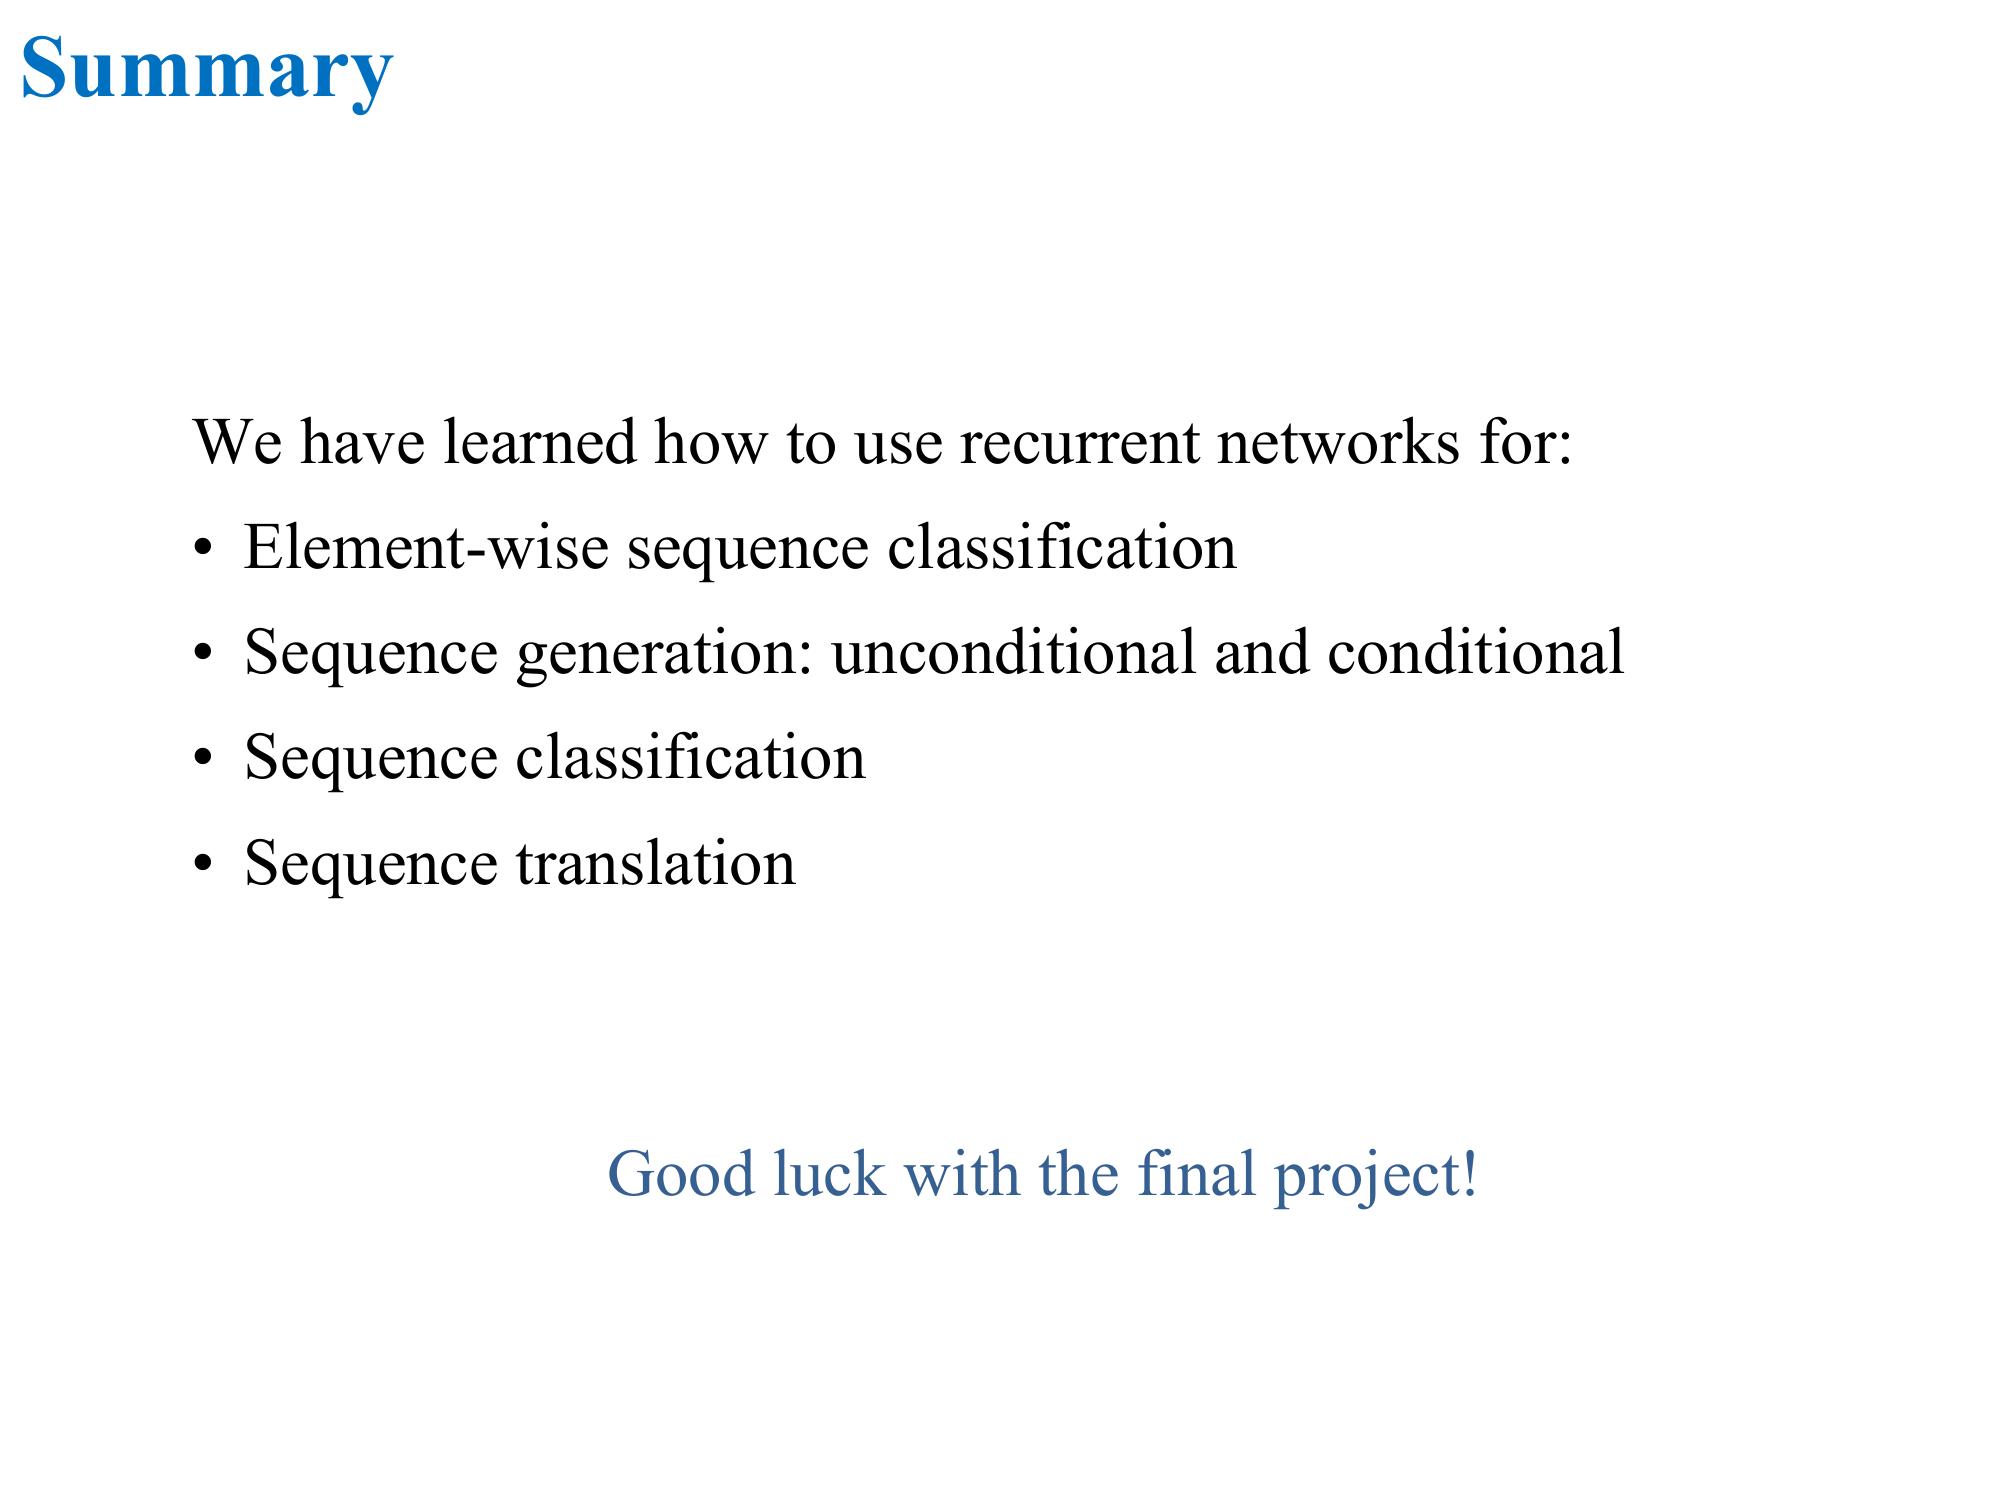 Summary
We have learned how to use recurrent networks for:
• Element-wise sequence classification
• Sequence generation: unconditional and conditional
• Sequence classification
• Sequence translation
Good luck with the final project!